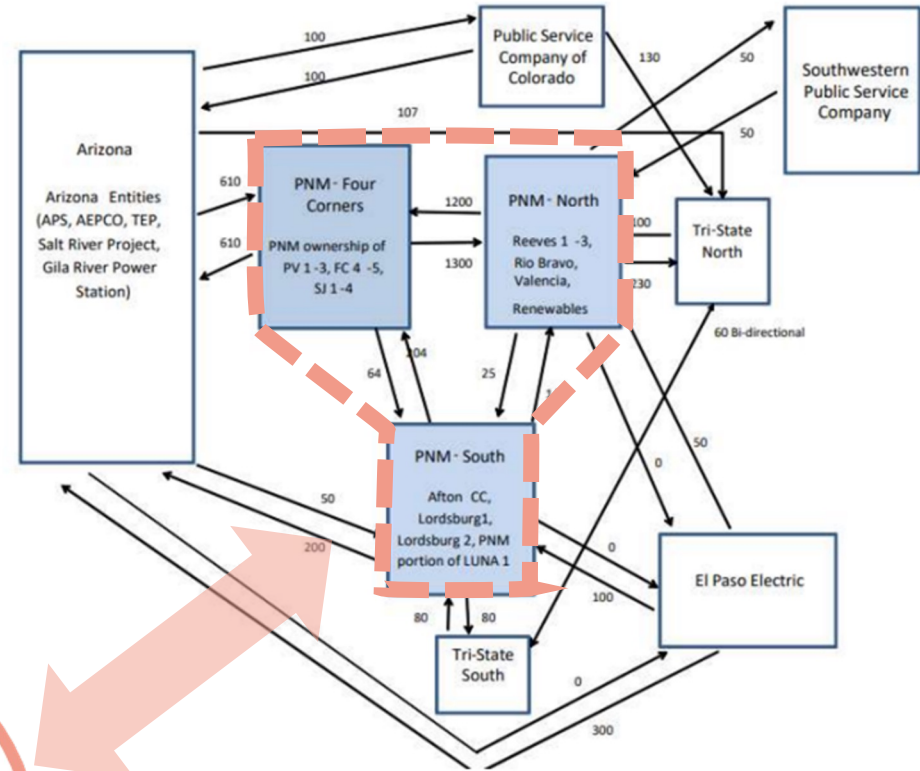 100
100
Public Service
Company of
Colorado
130
50
50
Southwestern
Public Service
Company
107
Arizona
Arizona Entities
(APS, AEPCO, TEP,
Salt River Project,
Gila River Power
Station)
610
610
PNM - Four
Corners
PNM ownership of
PV 1-3, FC 4 -5,
SJ 1-4
1200
1300
PNM - North
Reeves 1 -3,
Rio Bravo,
Valencia,
Renewables
100
230
Tri-State
North
60 Bi-directional
64
25
PNM - South
Afton CC,
Lordsburg1,
Lordsburg 2, PNM
portion of LUNA 1
50
200
50
0
0
100
El Paso Electric
80
80
Tri-State
South
0
300